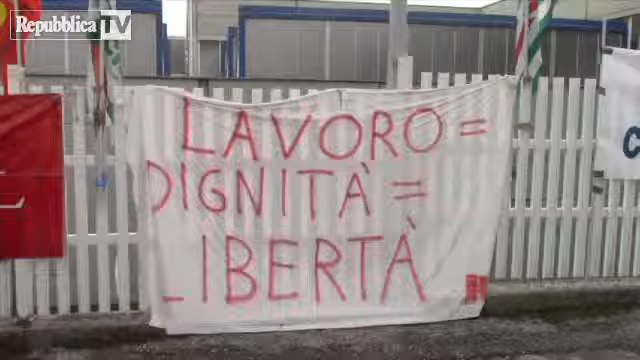 Repubblica TV
LAVORO =
DIGNITÀ =
LIBERTÀ
C